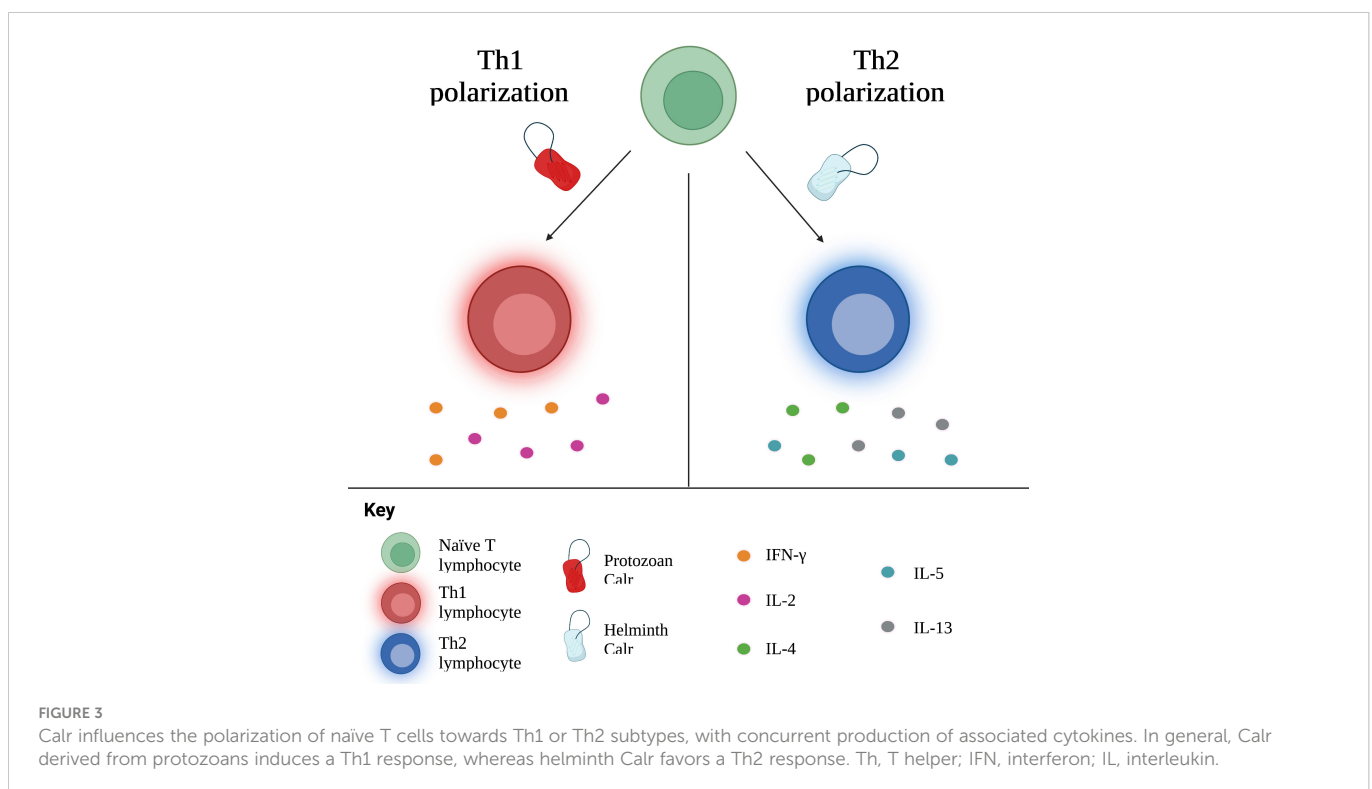 Th1
polarization
Th2
polarization
Key
Naïve T
lymphocyte
Th1
lymphocyte
Th2
lymphocyte
Protozoan
Calr
Helminth
Calr
IFN-γ
IL-2
IL-4
IL-5
IL-13
FIGURE 3
Calr influences the polarization of naïve T cells towards Th1 or Th2 subtypes, with concurrent production of associated cytokines. In general, Calr
derived from protozoans induces a Th1 response, whereas helminth Calr favors a Th2 response. Th, T helper; IFN, interferon; IL, interleukin.